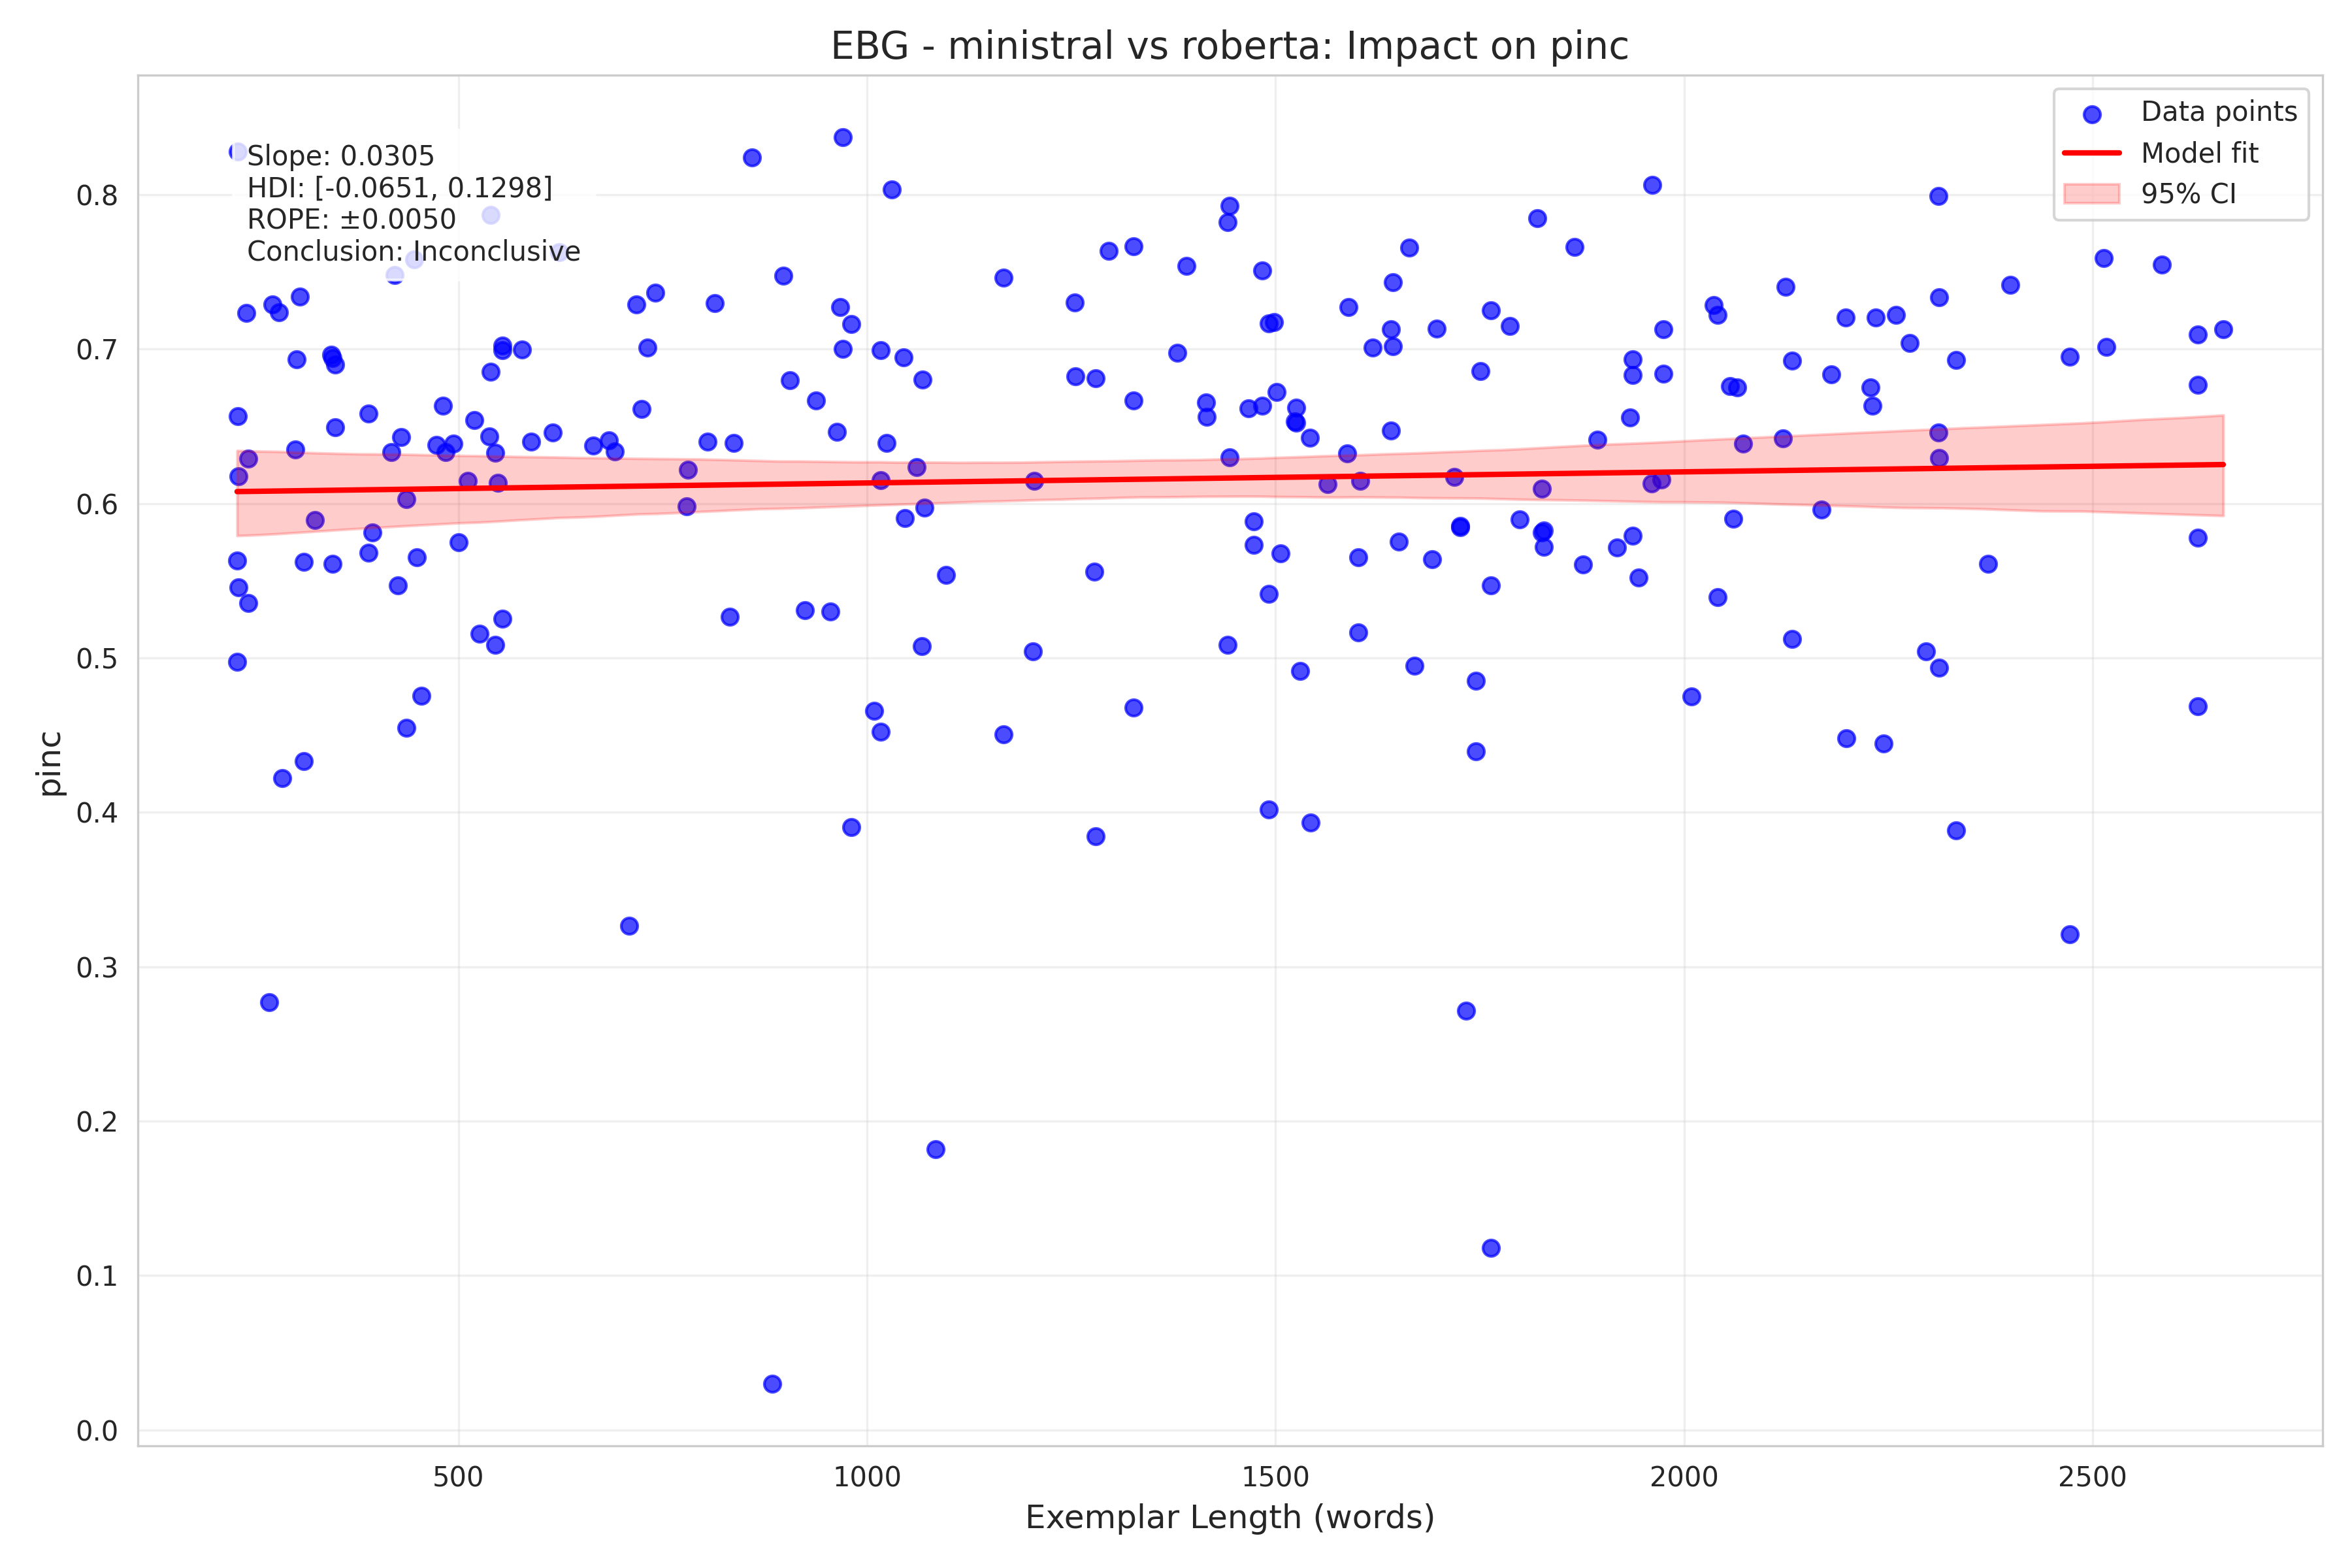 EBG - ministral vs roberta: Impact on pinc
Data points
Model fit
95% CI
Slope: 0.0305
HDI: [-0.0651, 0.1298]
ROPE: ±0.0050
Conclusion: Inconclusive
pinc
0.8
0.7
0.6
0.5
0.4
0.3
0.2
0.1
0.0
500
1000
1500
2000
2500
Exemplar Length (words)